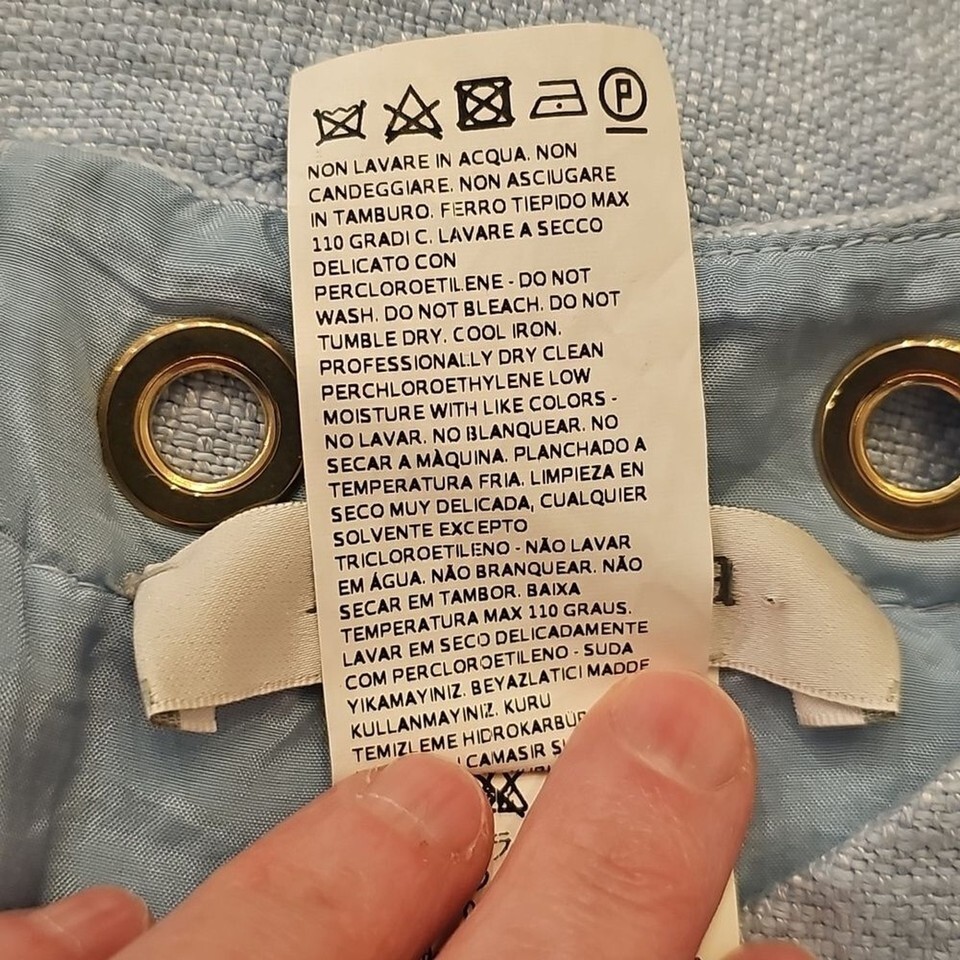 P
NON LAVARE IN ACQUA. NON
CANDEGGIARE. NON ASCIUGARE
IN TAMBURO. FERRO TIEPIDO MAX
110 GRADI C. LAVARE A SECCO
DELICATO CON
PERCLOROETILENE - DO NOT
WASH. DO NOT BLEACH. DO NOT
TUMBLE DRY. COOL IRON.
PROFESSIONALLY DRY CLEAN
PERCHLOROETHYLENE LOW
MOISTURE WITH LIKE COLORS -
NO LAVAR. NO BLANQUEAR. NO
SECAR A MÀQUINA. PLANCHADO A
TEMPERATURA FRIA. LIMPIEZA EN
SECO MUY DELICADA, CUALQUIER
SOLVENTE EXCEPTO
TRICLOROETILENO - NÃO LAVAR
EM ÁGUA. NÃO BRANQUEAR. NÃO
SECAR EM TAMBOR. BAIXA
TEMPERATURA MAX 110 GRAUS.
LAVAR EM SECO DELICADAMENTE
COM PERCLOROETILENO - SUDA
YIKAMAYINIZ. BEYAZLATICI MADDE
KULLANMAYINIZ. KURU
TEMIZLEME
CAMASIR